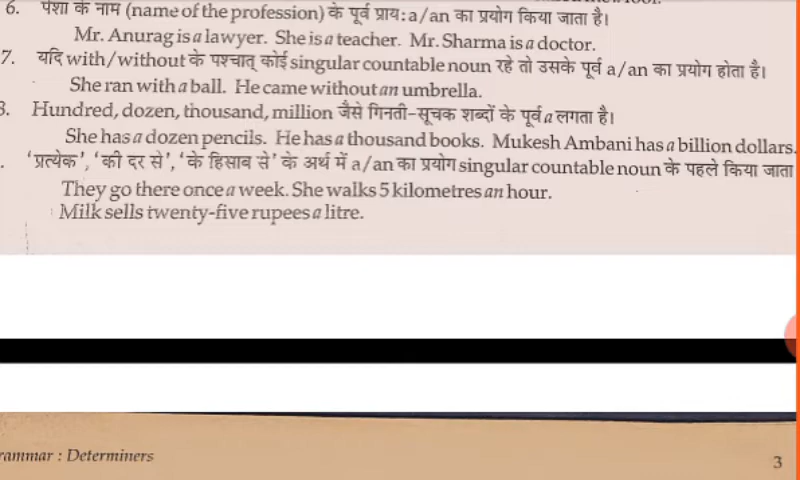 6. पेशा के नाम (name of the profession) के पूर्व प्राय: a/an का प्रयोग किया जाता है।
Mr. Anurag is a lawyer. She is a teacher. Mr. Sharma is a doctor.
7. यदि with/without के पश्चात् कोई singular countable noun रहे तो उसके पूर्व a/an का प्रयोग होता है।
She ran with a ball. He came without an umbrella.
8. Hundred, dozen, thousand, million जैसे गिनती-सूचक शब्दों के पूर्व a लगता है।
She has a dozen pencils. He has a thousand books. Mukesh Ambani has a billion dollars.
. 'प्रत्येक', 'की दर से', 'के हिसाब से' के अर्थ में a/an का प्रयोग singular countable noun के पहले किया जाता
They go there once a week. She walks 5 kilometres an hour.
Milk sells twenty-five rupees a litre.
rammar : Determiners
3